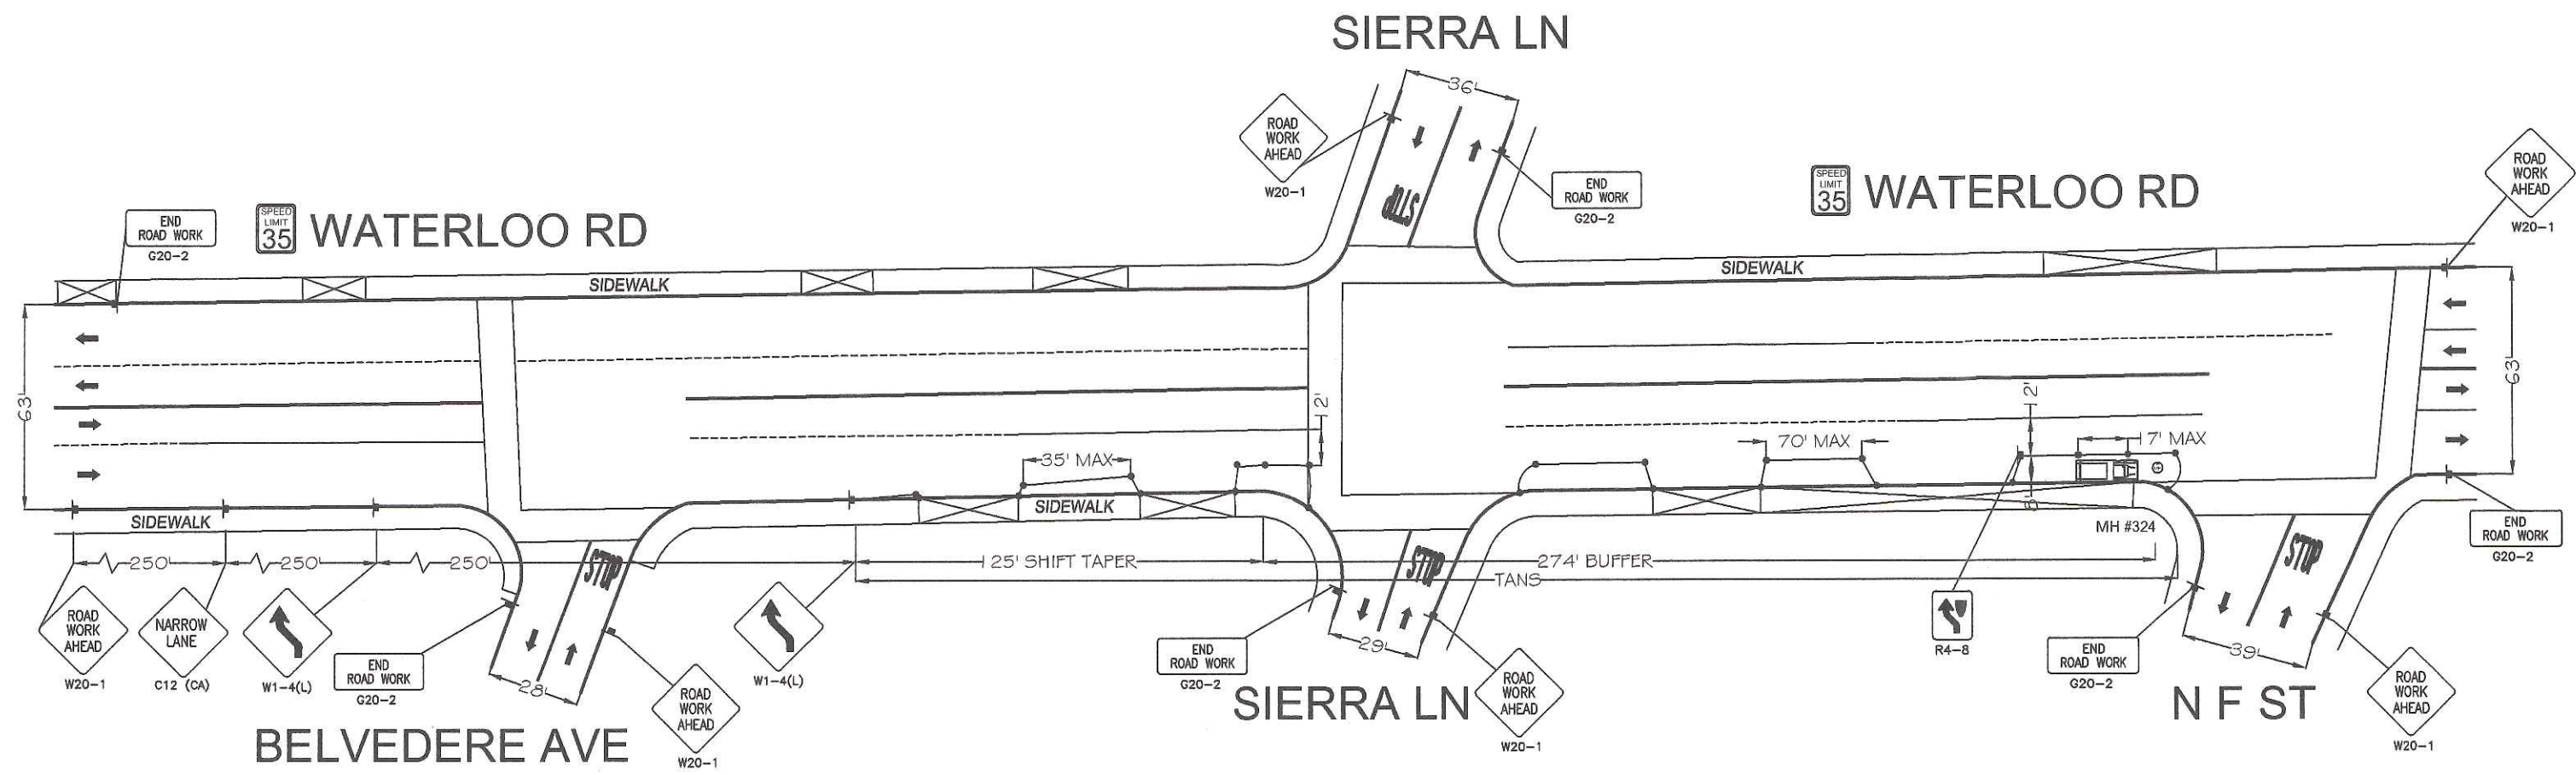 SIERRA LN
36'
ROAD
WORK
AHEAD
W20-1
STOP
END
ROAD WORK
G20-2
SPEED
LIMIT
35
WATERLOO RD
ROAD
WORK
AHEAD
W20-1
END
ROAD WORK
G20-2
SPEED
LIMIT
35
WATERLOO RD
SIDEWALK
SIDEWALK
63'
63'
12'
12'
35' MAX
70' MAX
17' MAX
8'
SIDEWALK
SIDEWALK
MH #324
250'
250'
250'
125' SHIFT TAPER
274' BUFFER
TANS
STOP
STOP
STOP
ROAD
WORK
AHEAD
W20-1
NARROW
LANE
C12 (CA)
W1-4(L)
END
ROAD WORK
G20-2
28'
ROAD
WORK
AHEAD
W20-1
W1-4(L)
END
ROAD WORK
G20-2
29'
ROAD
WORK
AHEAD
W20-1
R4-8
END
ROAD WORK
G20-2
39'
ROAD
WORK
AHEAD
W20-1
END
ROAD WORK
G20-2
BELVEDERE AVE
SIERRA LN
N F ST